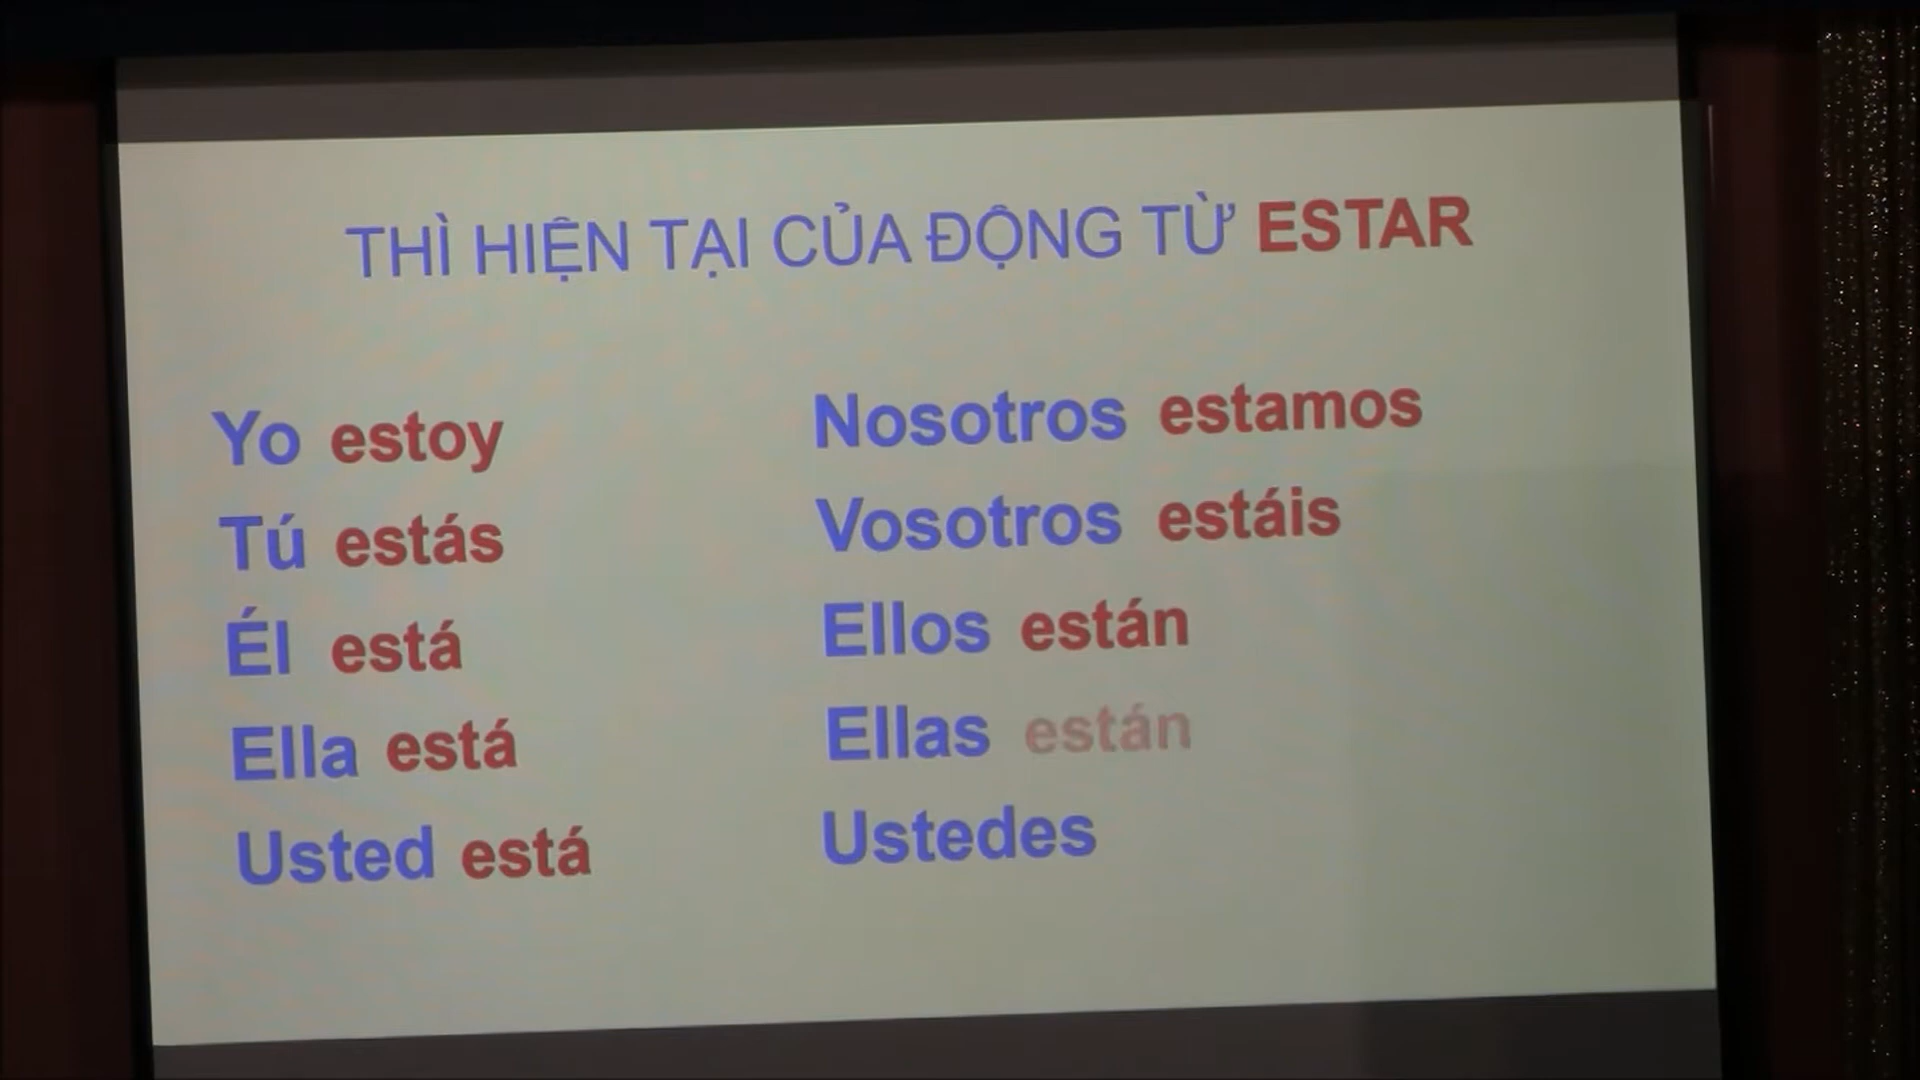 THÌ HIỆN TẠI CỦA ĐỘNG TỪ ESTAR
Yo estoy
Tú estás
Él está
Ella está
Usted está
Nosotros estamos
Vosotros estáis
Ellos están
Ellas están
Ustedes